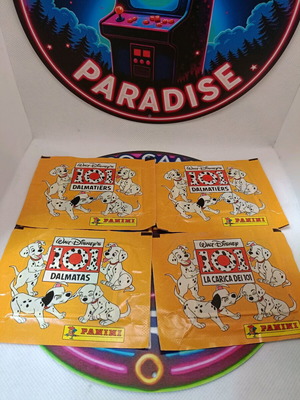 PARADISE
WALT DISNEY'S
101
DALMATIERS
PANINI
WALT DISNEY'S
101
DALMATIERS
PANINI
WALT DISNEY'S
101
DALMATAS
PANINI
WALT DISNEY'S
101
LA CARICA DEI 101
PANINI